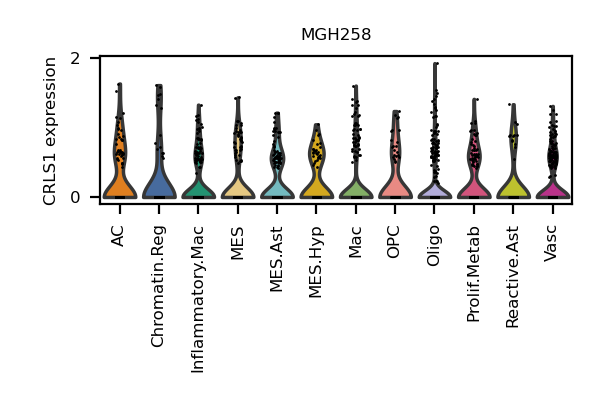 MGH258
CRLS1 expression
2
0
AC
Chromatin.Reg
Inflammatory.Mac
MES
MES.Ast
MES.Hyp
Mac
OPC
Oligo
Prolif.Metab
Reactive.Ast
Vasc